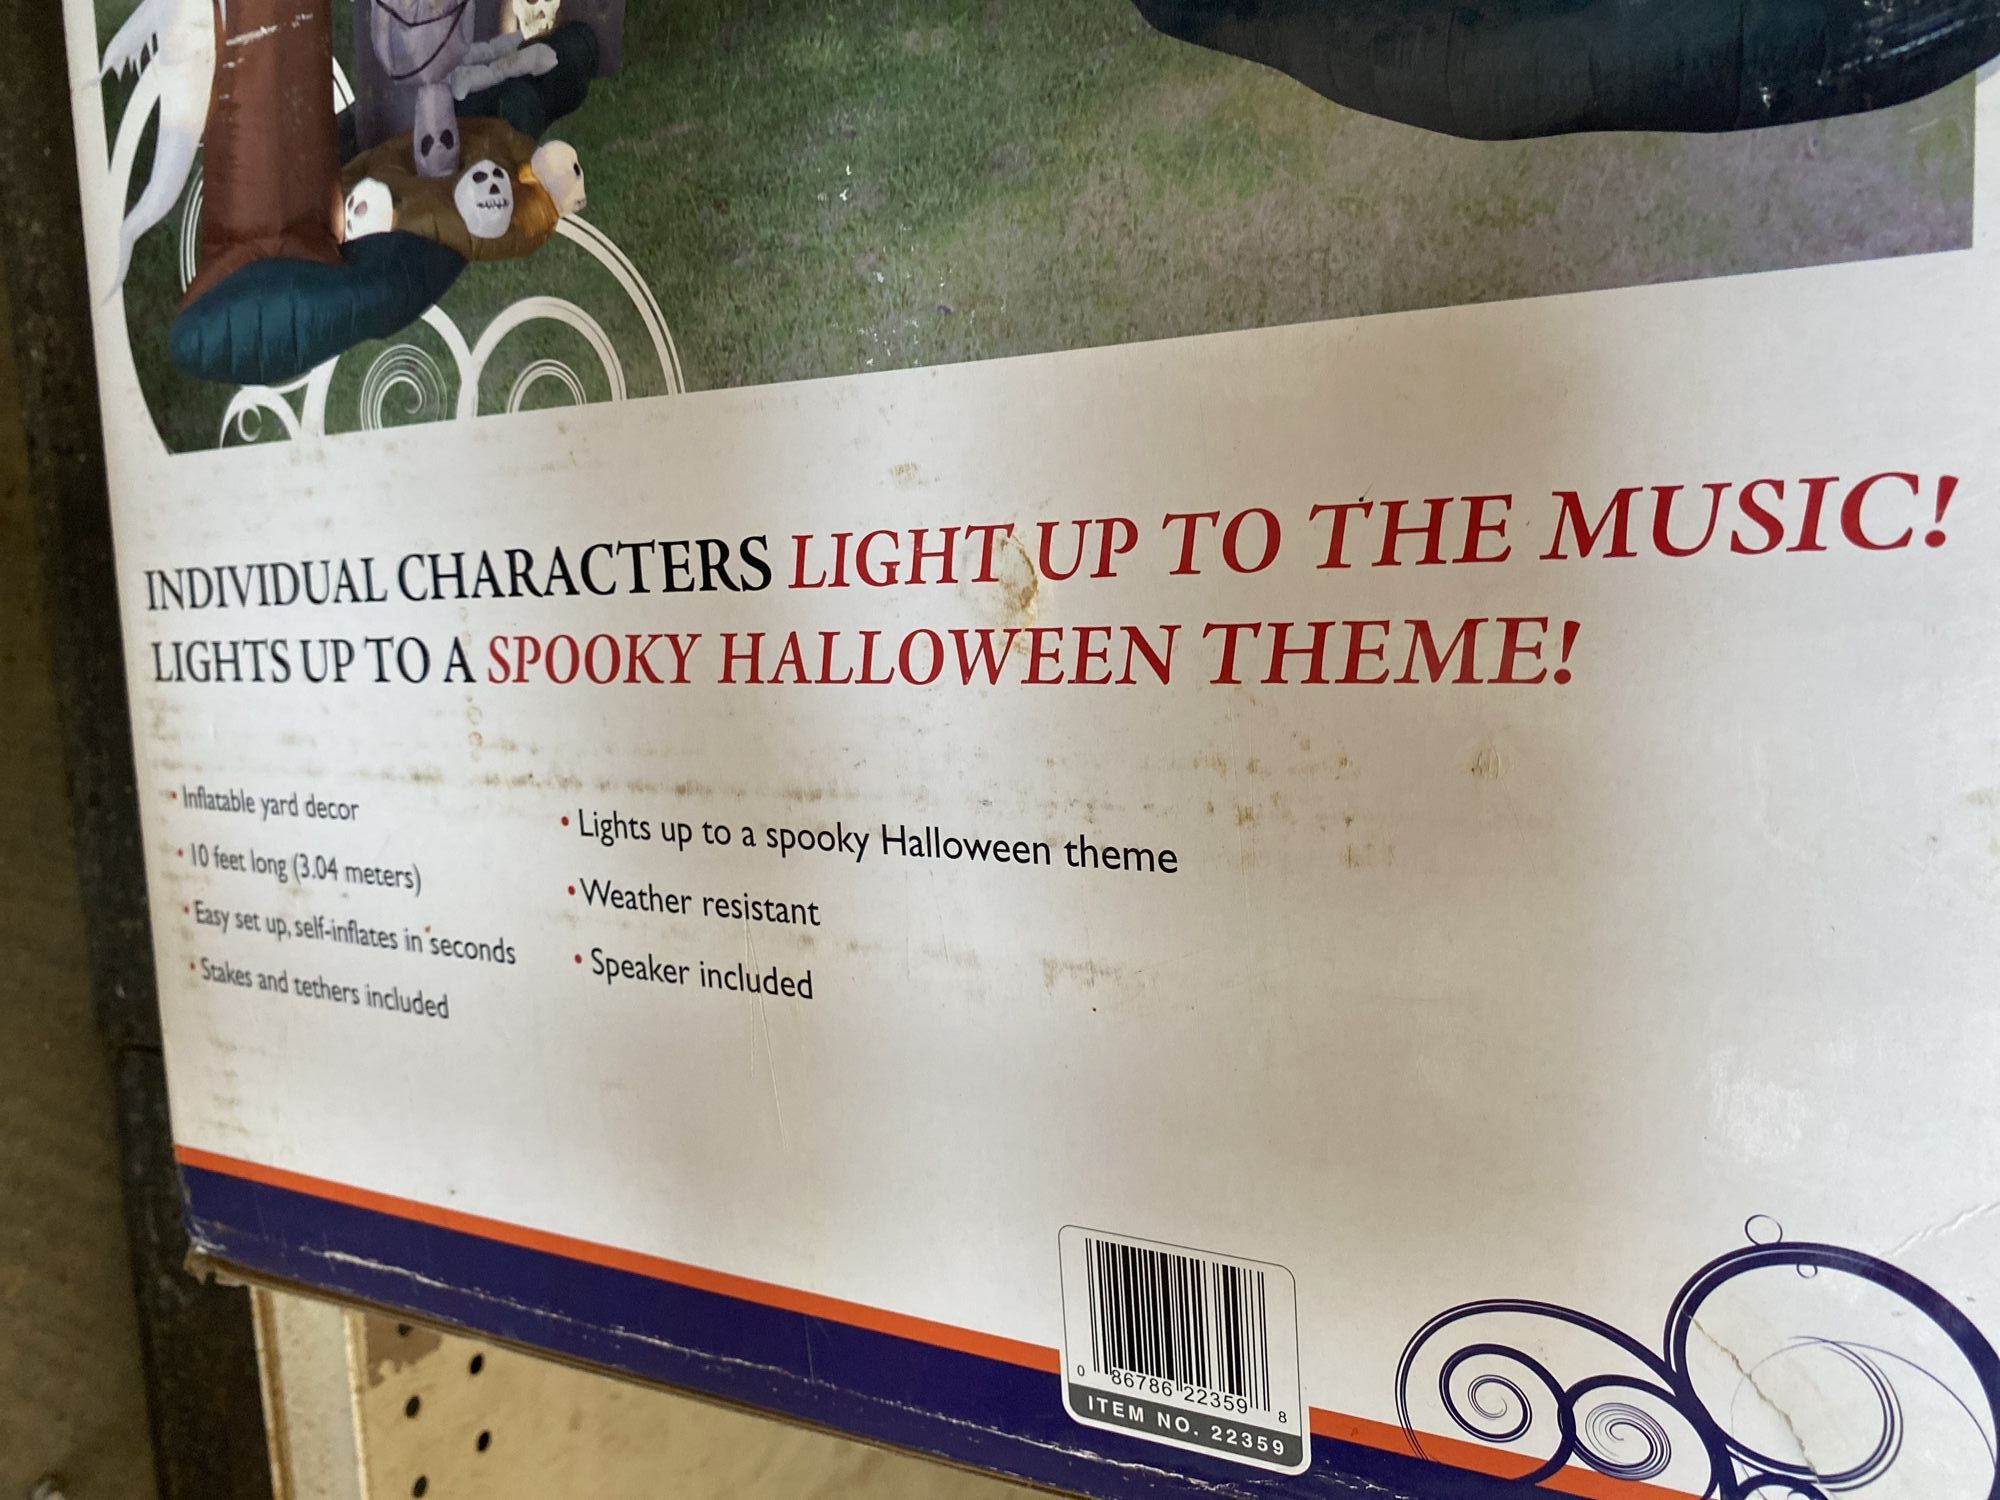 INDIVIDUAL CHARACTERS LIGHT UP TO THE MUSIC!
LIGHTS UP TO A SPOOKY HALLOWEEN THEME!
• Inflatable yard decor
• 10 feet long (3.04 meters)
• Easy set up, self-inflates in seconds
• Stakes and tethers included
• Lights up to a spooky Halloween theme
• Weather resistant
• Speaker included
0 86786 22359 8
ITEM NO. 22359